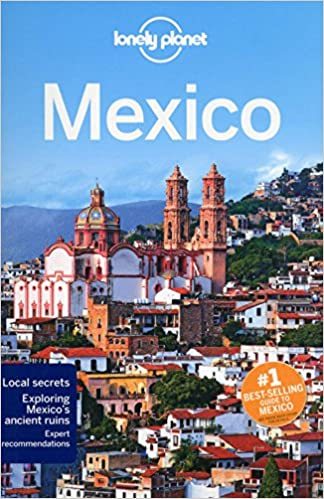 lonely planet
Mexico
Local secrets
Exploring
Mexico's
ancient ruins
Expert
recommendations
#1
BEST-SELLING
GUIDE TO
MEXICO